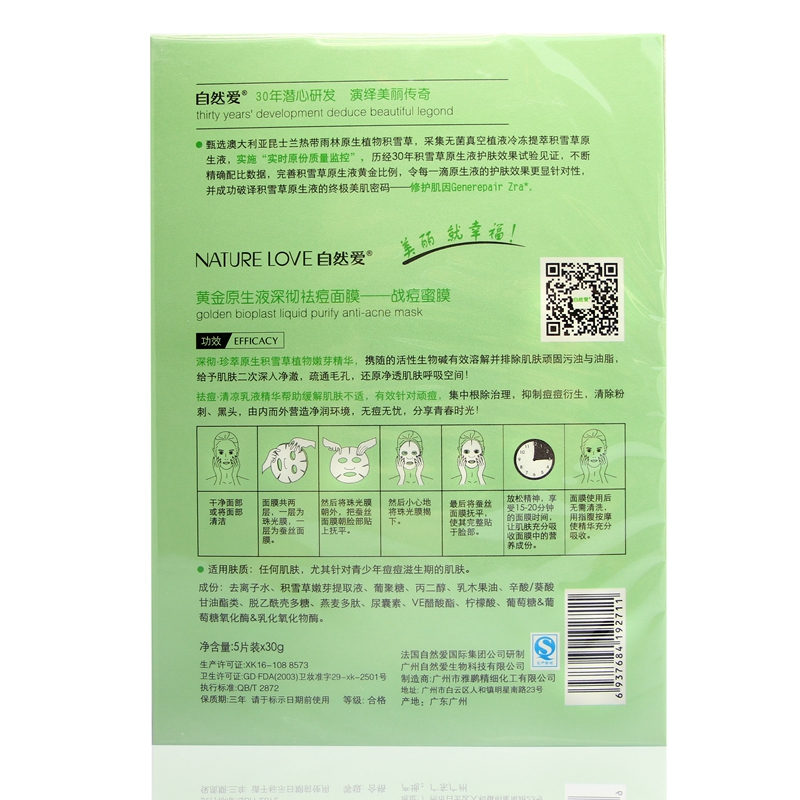 自然爱® 30年潜心研发 演绎美丽传奇
thirty years' development deduce beautiful legond
甄选澳大利亚昆士兰热带雨林原生植物积雪草，采集无菌真空植液冷冻提萃积雪草原
生液，实施“实时原份质量监控”，历经30年积雪草原生液护肤效果试验见证，不断
精确配比数据，完善积雪草原生液黄金比例，令每一滴原生液的护肤效果更显针对性，
并成功破译积雪草原生液的终极美肌密码——修护肌因Generepair Zra*。
美丽 就幸福！
NATURE LOVE 自然爱®
自然爱
黄金原生液深彻祛痘面膜——战痘蜜膜
golden bioplast liquid purify anti-acne mask
功效 EFFICACY
深彻·珍萃原生积雪草植物嫩芽精华，携随的活性生物碱有效溶解并排除肌肤顽固污浊与油脂，
给予肌肤二次深入净澈，疏通毛孔，还原净透肌肤呼吸空间！
祛痘·清凉乳液精华帮助缓解肌肤不适，有效针对顽痘，集中根除治理，抑制痘痘衍生，清除粉
刺、黑头，由内而外营造净润环境，无痘无忧，分享青春时光！
干净面部
或将面部
清洁
面膜共两
层，一层为
珠光膜，一
层为蚕丝面
膜。
然后将珠光膜
朝外，把蚕丝
面膜朝脸部贴
上抚平。
然后小心地
将珠光膜揭
下。
最后将蚕丝
面膜抚平，
使其完整贴
于脸部。
放松精神，享
受15-20分钟
的面膜时间，
让肌肤充分吸
收面膜中的营
养成份。
面膜使用后
无需清洗，
用指腹按摩
使精华充分
吸收。
适用肤质：任何肌肤，尤其针对青少年痘痘滋生期的肌肤。
成份：去离子水、积雪草嫩芽提取液、葡聚糖、丙二醇、乳木果油、辛酸/葵酸
甘油酯类、脱乙酰壳多糖、燕麦多肽、尿囊素、VE醋酸酯、柠檬酸、葡萄糖&葡
萄糖氧化酶&乳化氧化物酶。
净含量:5片装x30g
生产许可证:XK16-108 8573
卫生许可证:GD·FDA(2003)卫妆准字29-xk-2501号
执行标准:QB/T 2872
保质期:三年 请于标示日期前使用 等级：合格
法国自然爱国际集团公司研制
广州自然爱生物科技有限公司
制造商:广州市雅鹏精细化工有限公司
地址:广州市白云区人和镇明星南路23号
产地:广东广州
6 937684 192711